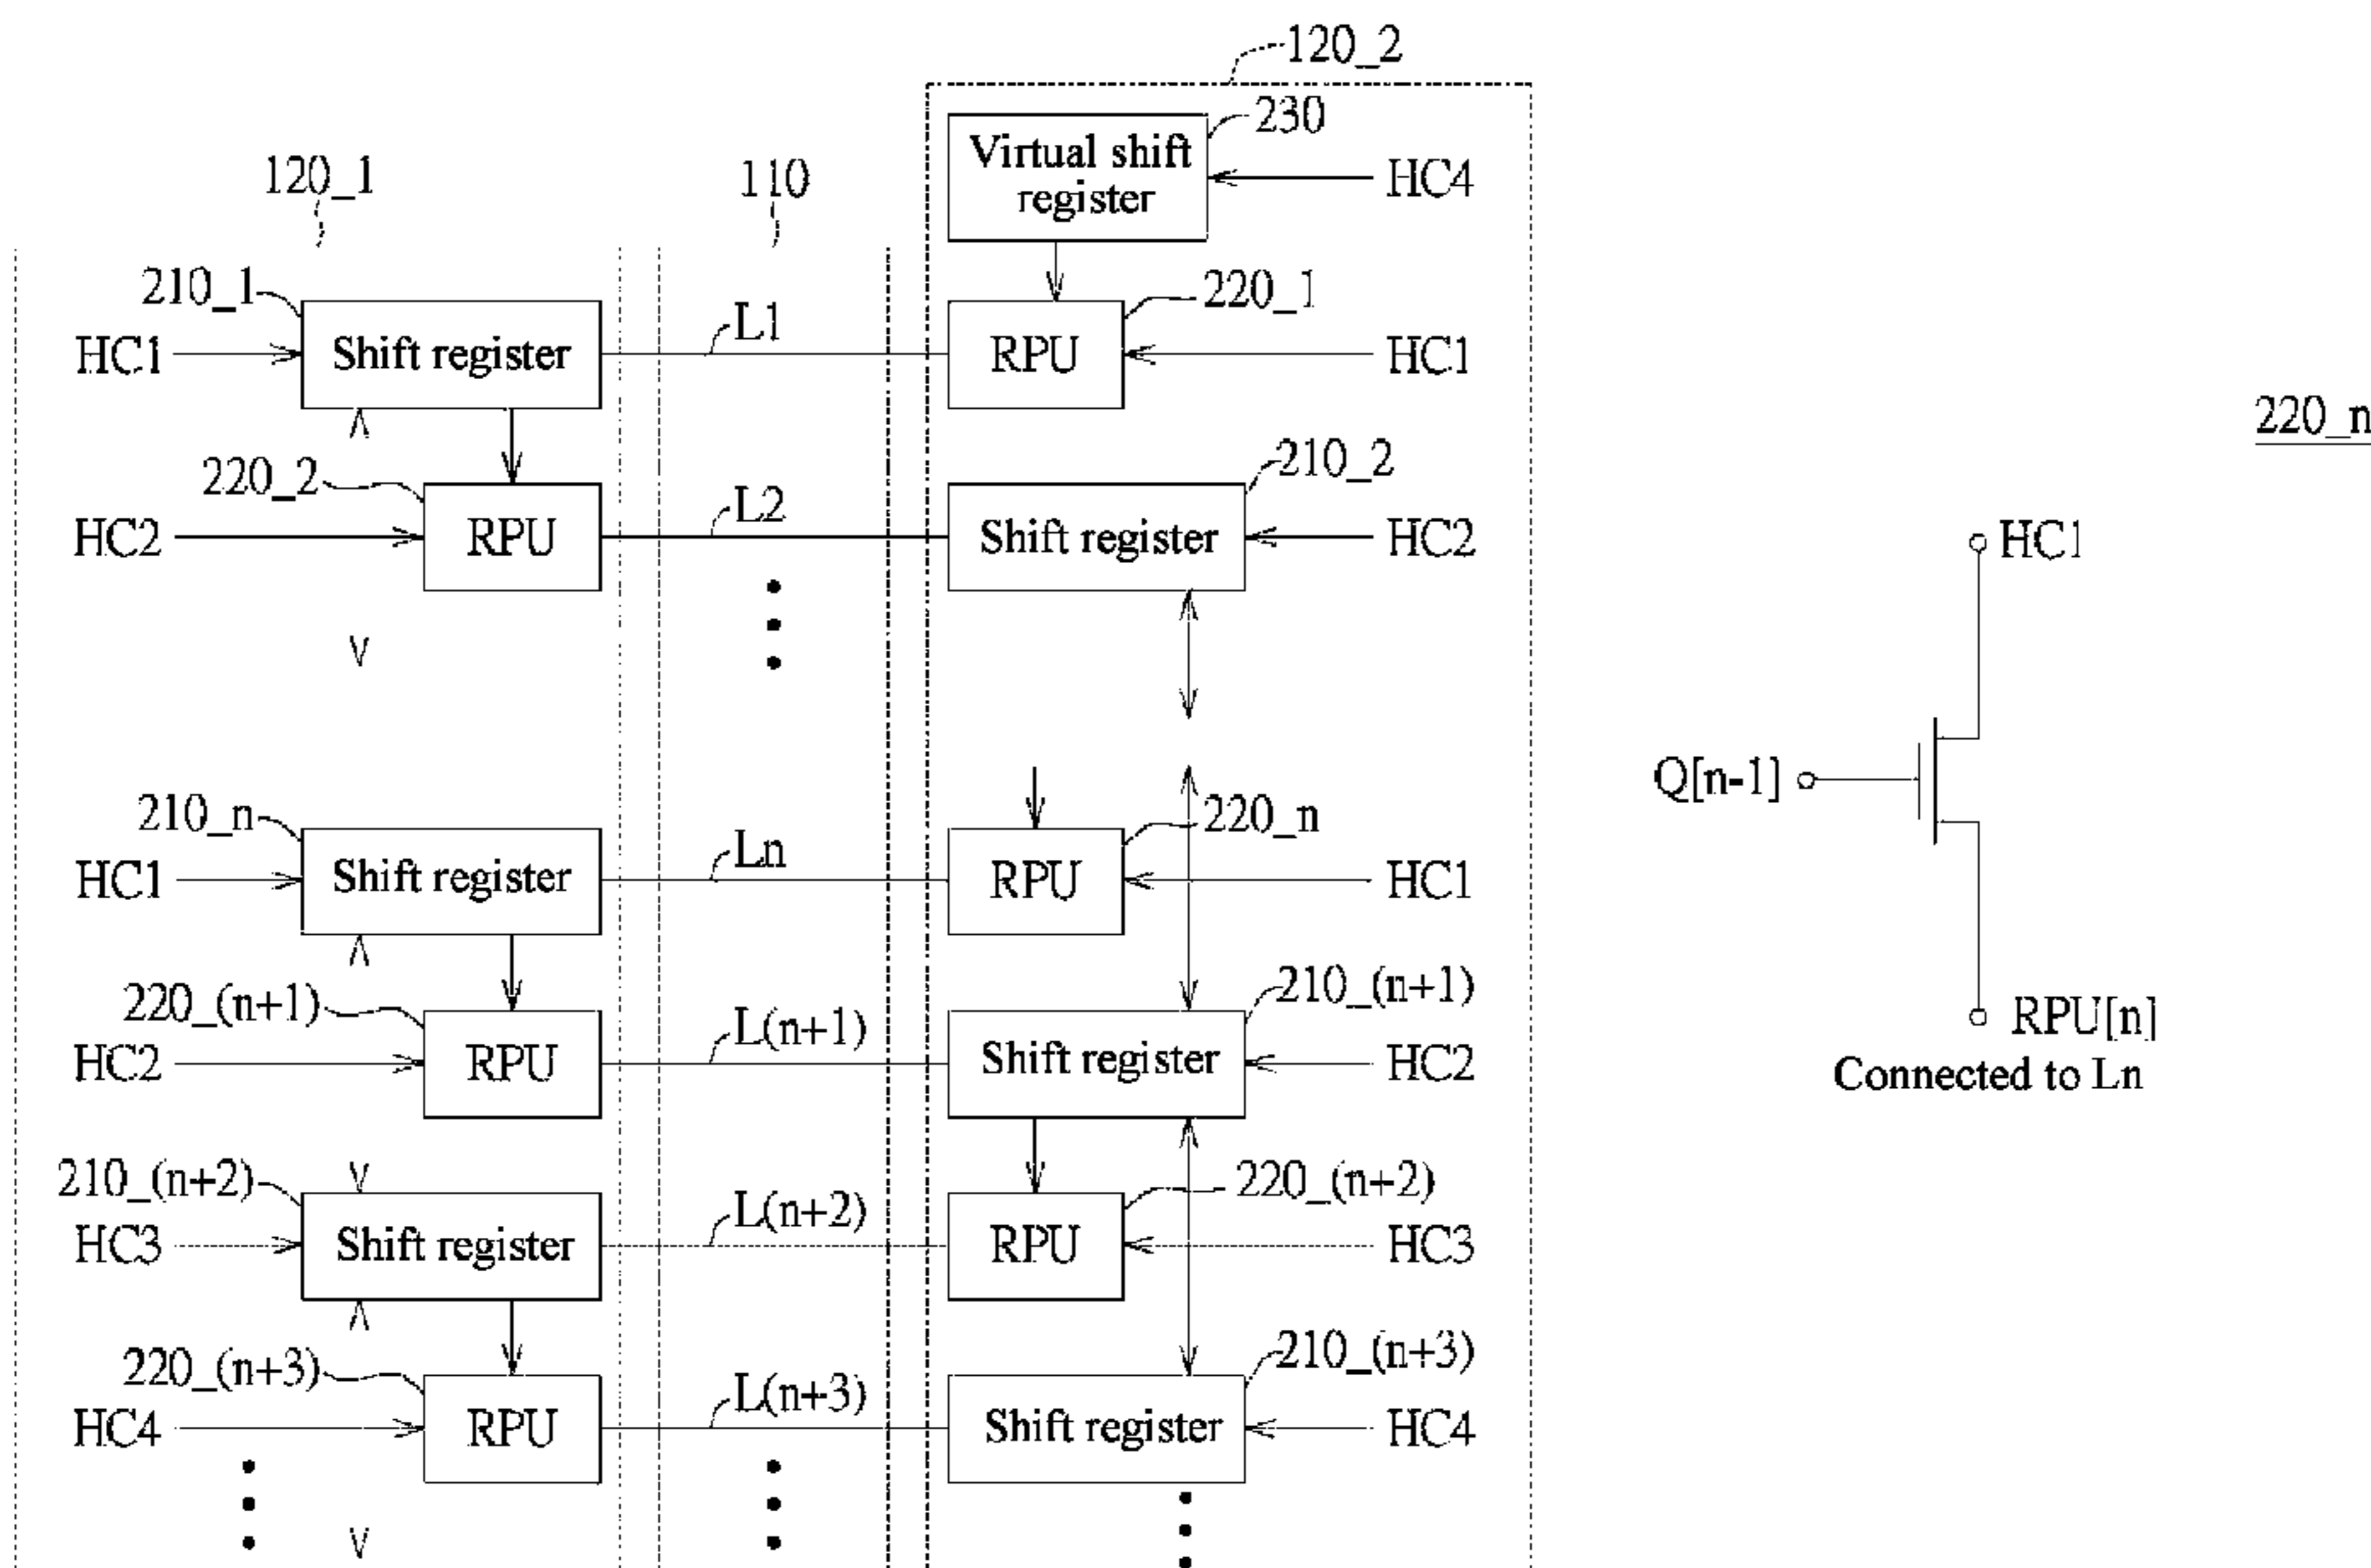 120_2
230
Virtual shift
register
HC4
120_1
110
210_1
220_1
HC1
Shift register
L1
RPU
HC1
220_n
220_2
210_2
HC2
RPU
L2
Shift register
HC2
HC1
Q[n-1]
RPU[n]
Connected to Ln
210_n
220_n
HC1
Shift register
Ln
RPU
HC1
220_(n+1)
210_(n+1)
HC2
RPU
L(n+1)
Shift register
HC2
210_(n+2)
220_(n+2)
HC3
Shift register
L(n+2)
RPU
HC3
220_(n+3)
210_(n+3)
HC4
RPU
L(n+3)
Shift register
HC4